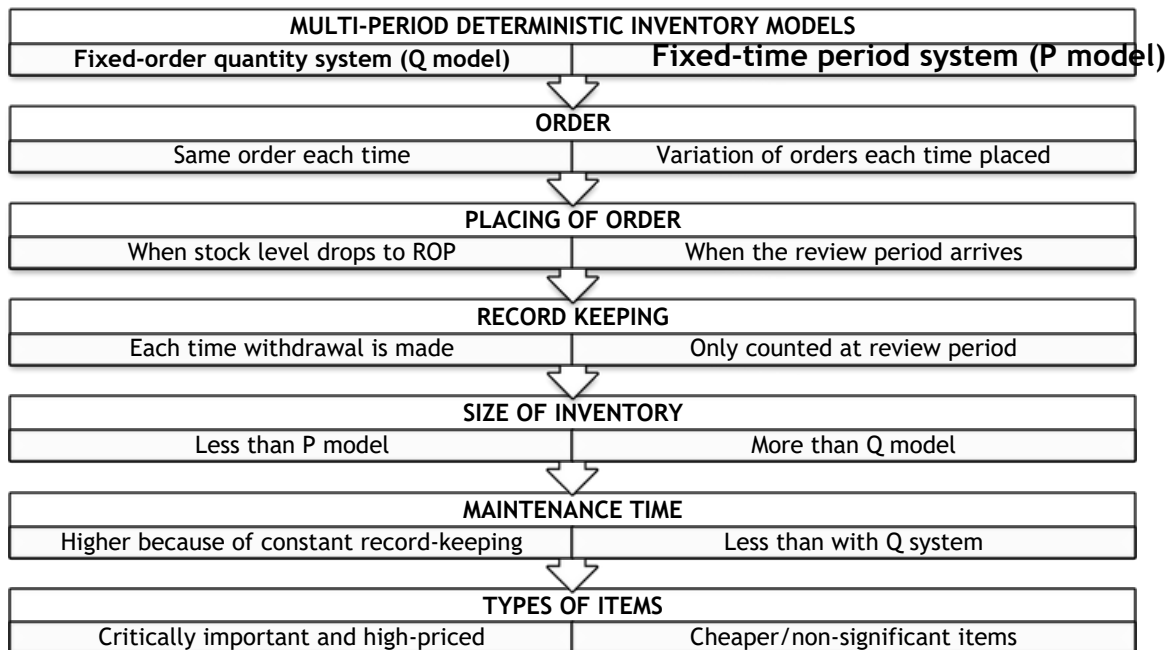 MULTI-PERIOD DETERMINISTIC INVENTORY MODELS
Fixed-order quantity system (Q model)
Fixed-time period system (P model)
ORDER
Same order each time
Variation of orders each time placed
PLACING OF ORDER
When stock level drops to ROP
When the review period arrives
RECORD KEEPING
Each time withdrawal is made
Only counted at review period
SIZE OF INVENTORY
Less than P model
More than Q model
MAINTENANCE TIME
Higher because of constant record-keeping
Less than with Q system
TYPES OF ITEMS
Critically important and high-priced
Cheaper/non-significant items